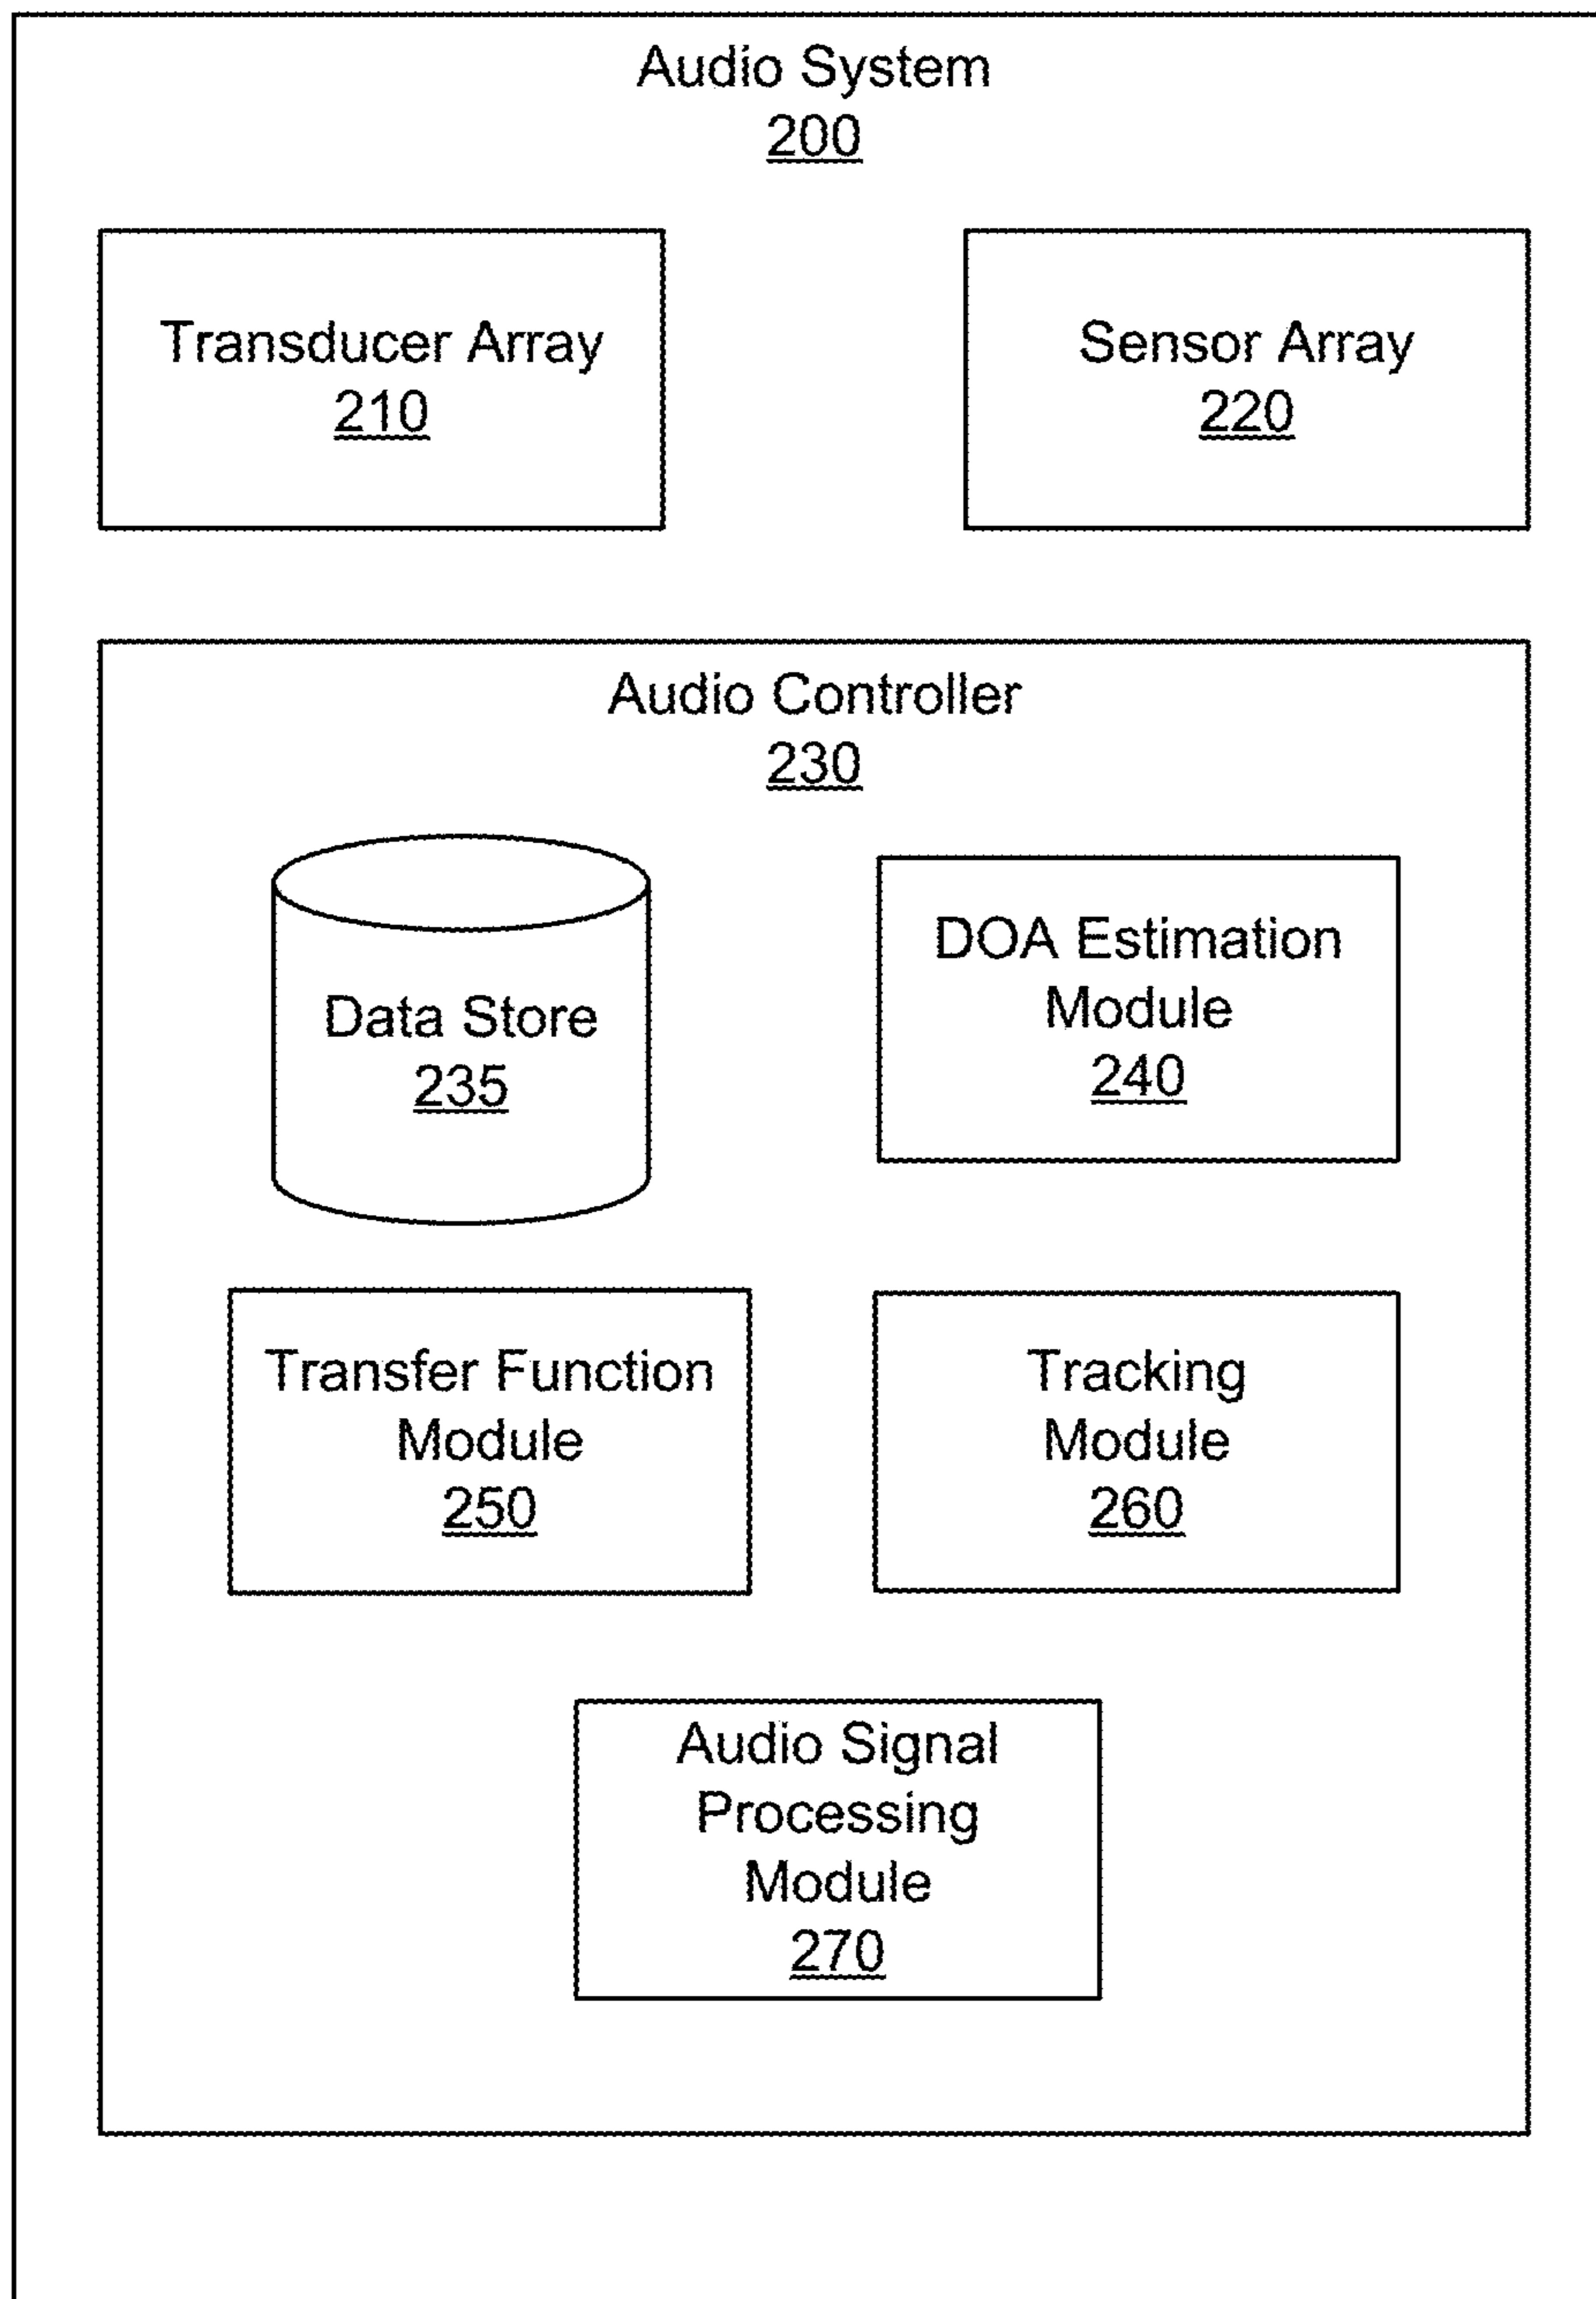 Audio System
200
Transducer Array
210
Sensor Array
220
Audio Controller
230
Data Store
235
DOA Estimation
Module
240
Transfer Function
Module
250
Tracking
Module
260
Audio Signal
Processing
Module
270